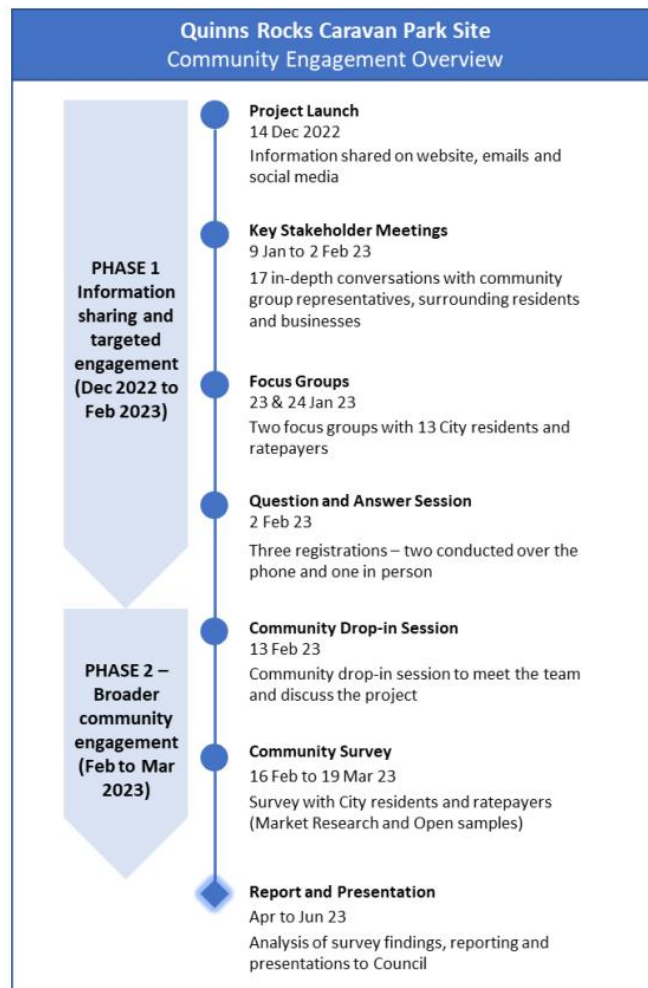 Quinns Rocks Caravan Park Site
Community Engagement Overview
PHASE 1
Information
sharing and
targeted
engagement
(Dec 2022 to
Feb 2023)
Project Launch
14 Dec 2022
Information shared on website, emails and
social media
Key Stakeholder Meetings
9 Jan to 2 Feb 23
17 in-depth conversations with community
group representatives, surrounding residents
and businesses
Focus Groups
23 & 24 Jan 23
Two focus groups with 13 City residents and
ratepayers
Question and Answer Session
2 Feb 23
Three registrations – two conducted over the
phone and one in person
PHASE 2 –
Broader
community
engagement
(Feb to Mar
2023)
Community Drop-in Session
13 Feb 23
Community drop-in session to meet the team
and discuss the project
Community Survey
16 Feb to 19 Mar 23
Survey with City residents and ratepayers
(Market Research and Open samples)
Report and Presentation
Apr to Jun 23
Analysis of survey findings, reporting and
presentations to Council